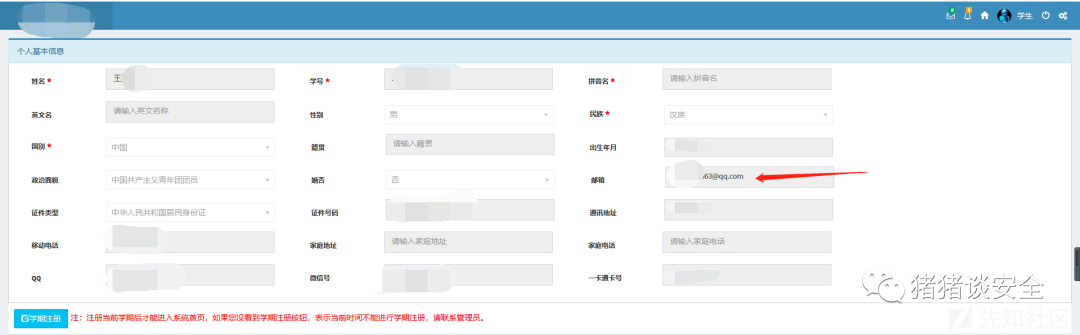 学生
个人基本信息
姓名 * 王 学号 * 拼音名 * 请输入拼音名
英文名 请输入英文名称 性别 男 民族 * 汉族
国别 * 中国 籍贯 请输入籍贯 出生年月
政治面貌 中国共产主义青年团团员 婚否 否 邮箱 63@qq.com
证件类型 中华人民共和国居民身份证 证件号码 通讯地址
移动电话 家庭地址 请输入家庭地址 家庭电话 请输入家庭电话
QQ 微信号 一卡通卡号
学期注册 注：注册当前学期后才能进入系统首页，如果您没看到学期注册按钮，表示当前时间不能进行学期注册，请联系管理员。
猪猪谈安全
先知社区